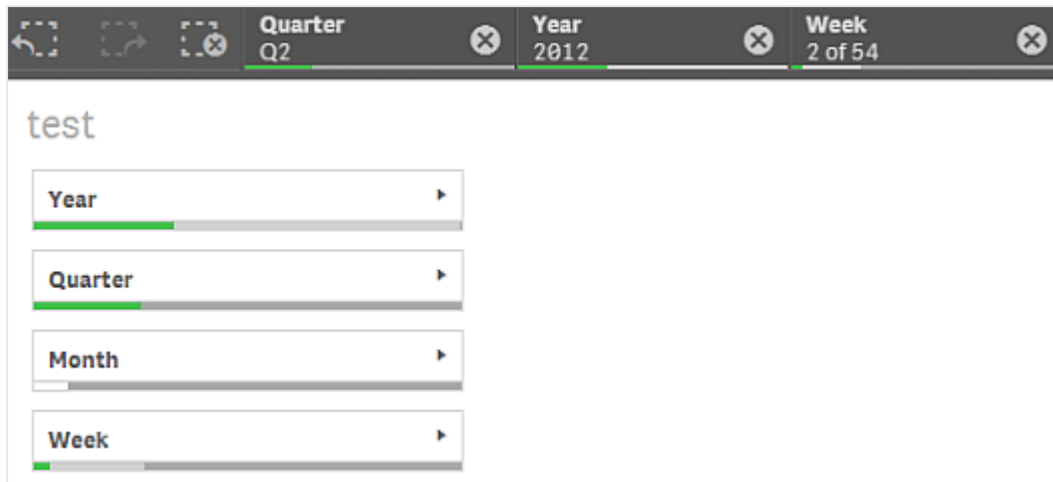 Quarter
Q2
Year
2012
Week
2 of 54
test
Year
Quarter
Month
Week